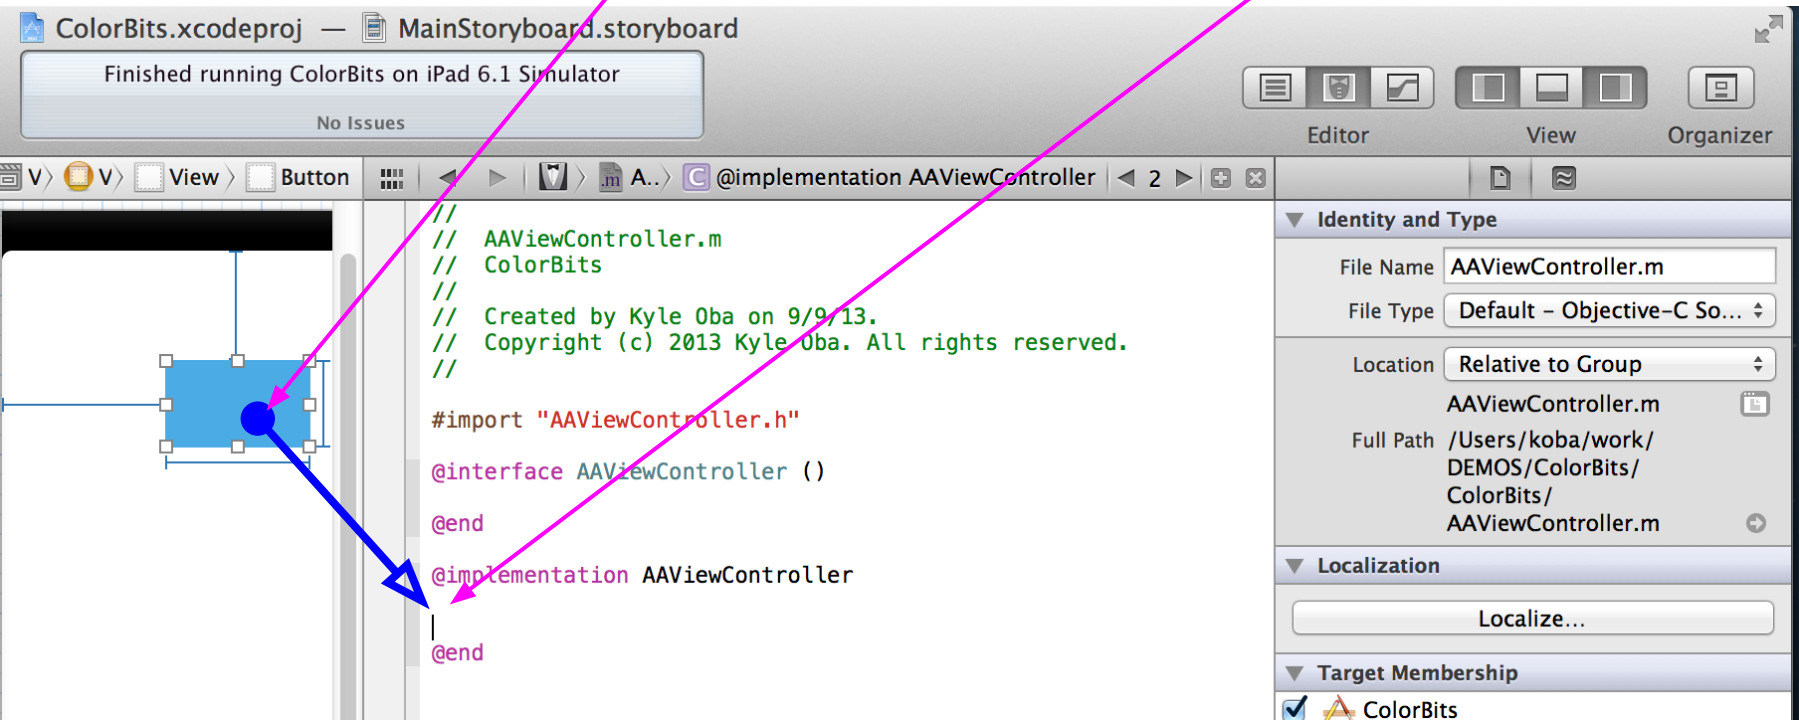 ColorBits.xcodeproj — MainStoryboard.storyboard
Finished running ColorBits on iPad 6.1 Simulator
No Issues
Editor
View
Organizer
V
V
View
Button
.m
A..
C
@implementation AAViewController
2
//
//  AAViewController.m
//  ColorBits
//
//  Created by Kyle Oba on 9/9/13.
//  Copyright (c) 2013 Kyle Oba. All rights reserved.
//
#import "AAViewController.h"
@interface AAViewController ()
@end
@implementation AAViewController
@end
Identity and Type
File Name AAViewController.m
File Type Default - Objective-C So...
Location Relative to Group
AAViewController.m
Full Path /Users/koba/work/
DEMOS/ColorBits/
ColorBits/
AAViewController.m
Localization
Localize...
Target Membership
ColorBits